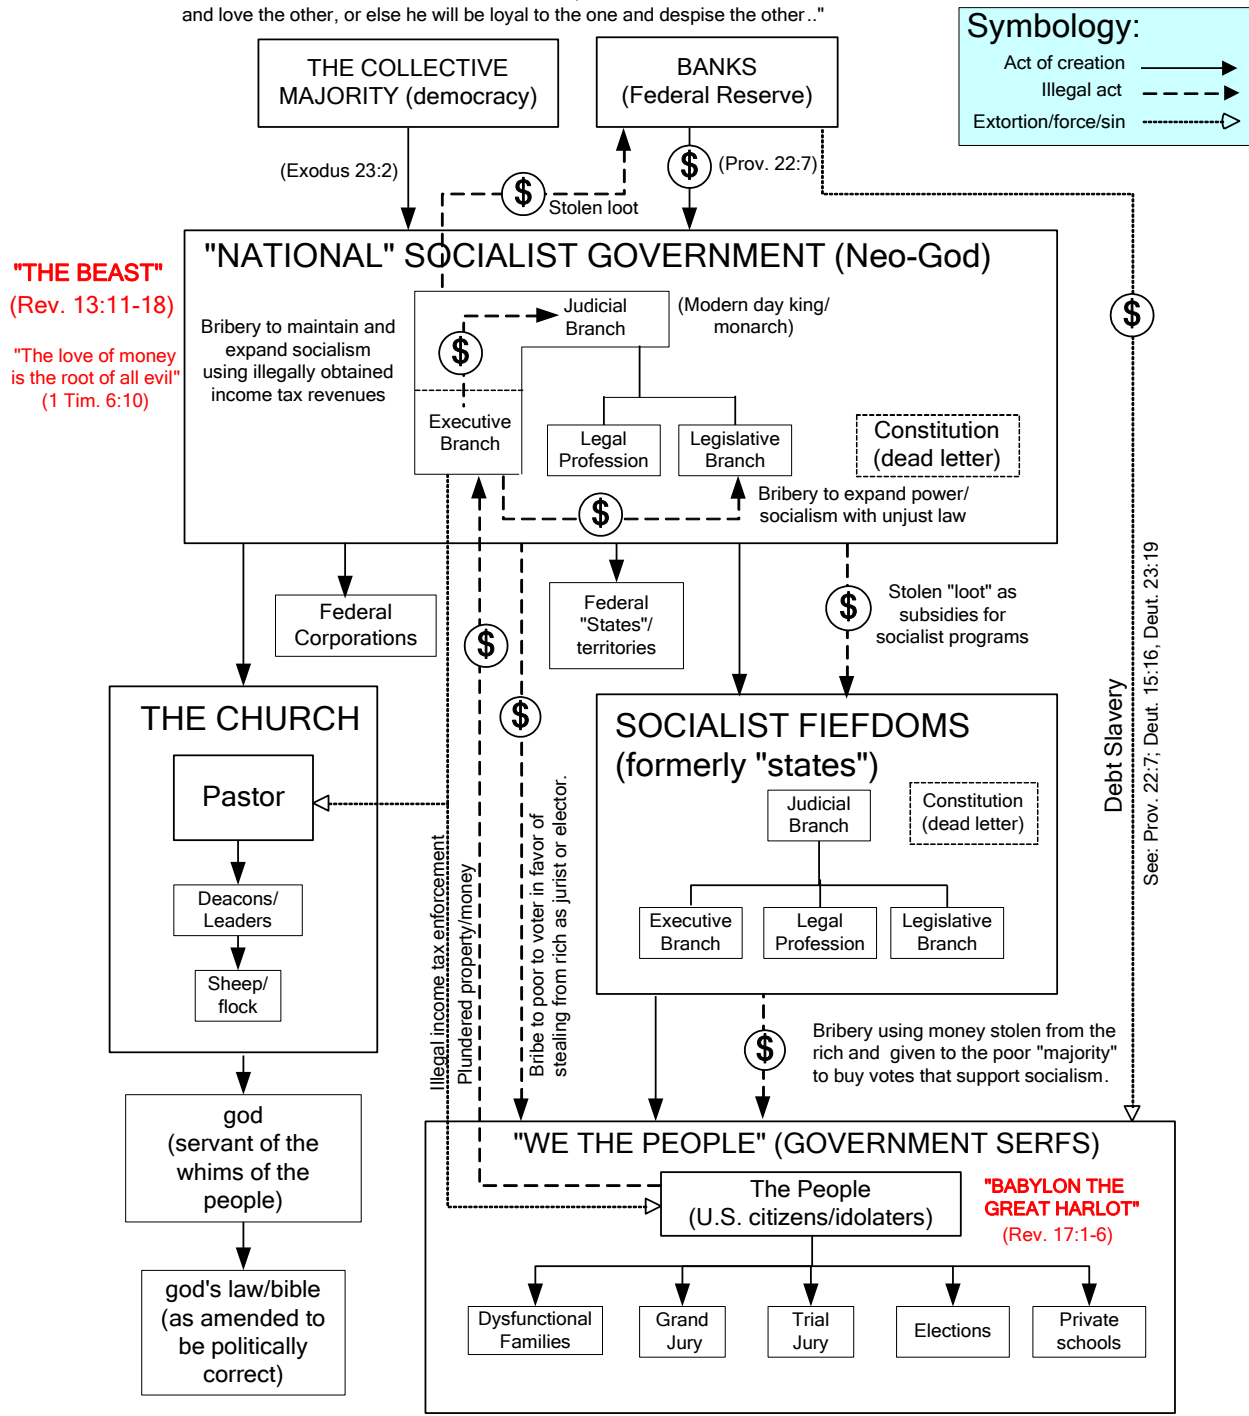 and love the other, or else he will be loyal to the one and despise the other.."
Symbology:
Act of creation
Illegal act
Extortion/force/sin
THE COLLECTIVE
MAJORITY (democracy)
BANKS
(Federal Reserve)
(Exodus 23:2)
$
(Prov. 22:7)
$
Stolen loot
"NATIONAL" SOCIALIST GOVERNMENT (Neo-God)
"THE BEAST"
(Rev. 13:11-18)
"The love of money
is the root of all evil"
(1 Tim. 6:10)
Bribery to maintain and
expand socialism
using illegally obtained
income tax revenues
Judicial
Branch
(Modern day king/
monarch)
$
$
Executive
Branch
Legal
Profession
Legislative
Branch
Constitution
(dead letter)
$
Bribery to expand power/
socialism with unjust law
Federal
Corporations
Federal
"States"/
territories
$
Stolen "loot" as
subsidies for
socialist programs
$
$
Debt Slavery
See: Prov. 22:7; Deut. 15:16, Deut. 23:19
THE CHURCH
Pastor
Deacons/
Leaders
Sheep/
flock
SOCIALIST FIEFDOMS
(formerly "states")
Judicial
Branch
Constitution
(dead letter)
Executive
Branch
Legal
Profession
Legislative
Branch
Illegal income tax enforcement
Plundered property/money
Bribe to poor to voter in favor of
stealing from rich as jurist or elector.
$
Bribery using money stolen from the
rich and given to the poor "majority"
to buy votes that support socialism.
god
(servant of the
whims of the
people)
god's law/bible
(as amended to
be politically
correct)
"WE THE PEOPLE" (GOVERNMENT SERFS)
The People
(U.S. citizens/idolaters)
"BABYLON THE
GREAT HARLOT"
(Rev. 17:1-6)
Dysfunctional
Families
Grand
Jury
Trial
Jury
Elections
Private
schools